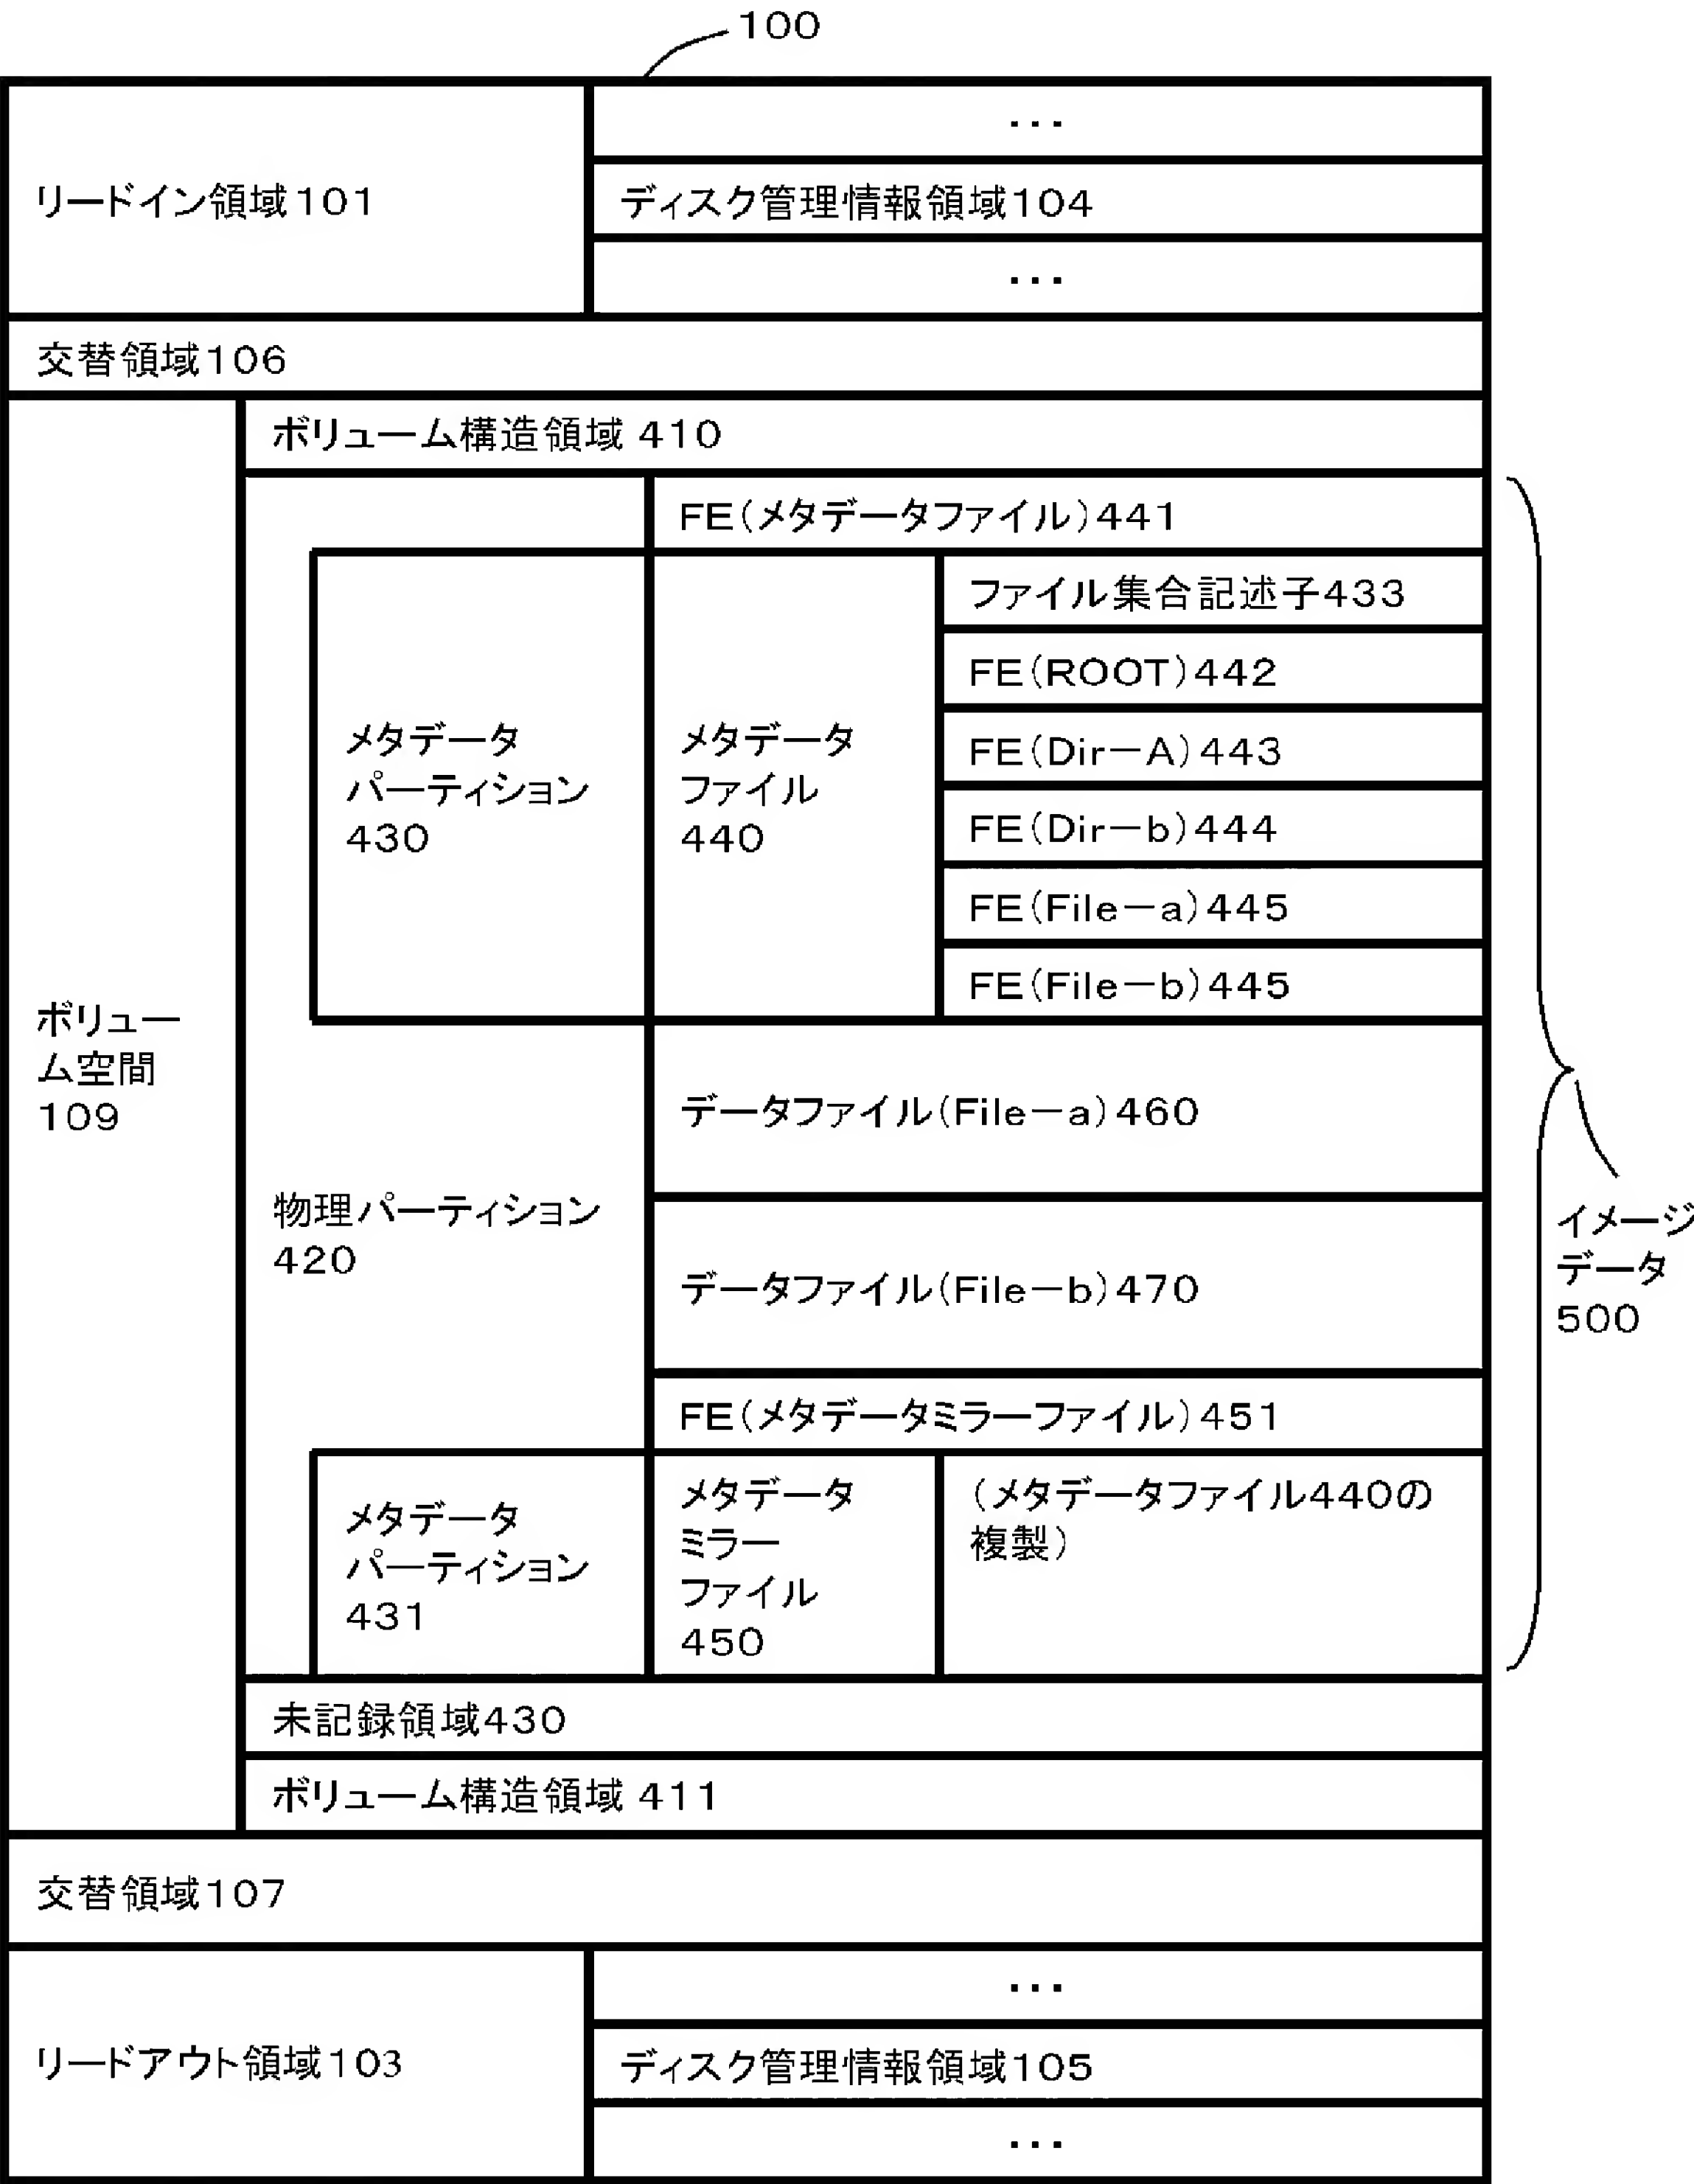 100
・・・
リードイン領域101
ディスク管理情報領域104
・・・
交替領域106
ボリューム構造領域 410
FE(メタデータファイル)441
ファイル集合記述子433
FE(ROOT)442
メタデータ
パーティション
430
メタデータ
ファイル
440
FE(Dir－A)443
FE(Dir－b)444
FE(File－a)445
FE(File－b)445
ボリュー
ム空間
109
データファイル(File－a)460
物理パーティション
420
データファイル(File－b)470
イメージ
データ
500
FE(メタデータミラーファイル)451
メタデータ
パーティション
431
メタデータ
ミラー
ファイル
450
(メタデータファイル440の
複製)
未記録領域430
ボリューム構造領域 411
交替領域107
・・・
リードアウト領域103
ディスク管理情報領域105
・・・